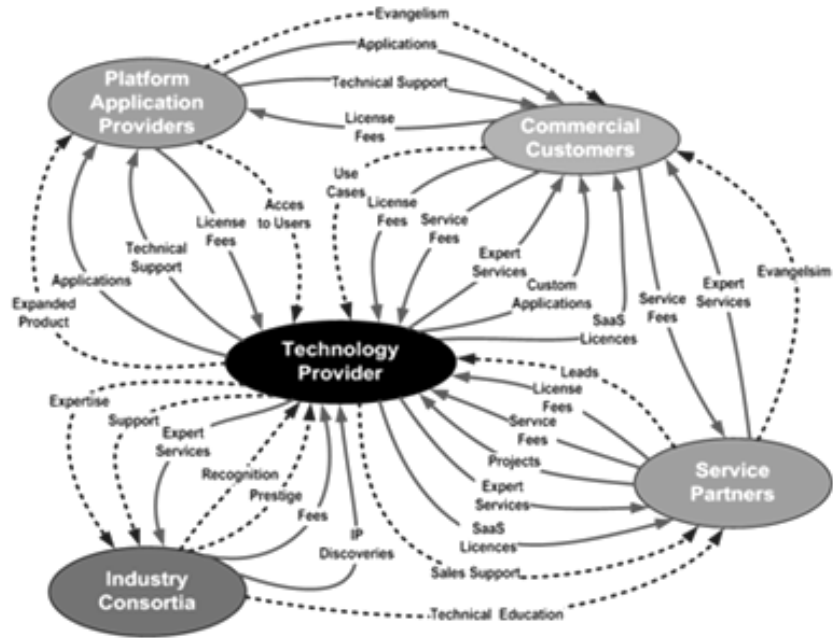 Evangelism
Applications
Platform
Application
Providers
Technical Support
License
Fees
Commercial
Customers
Use
Cases
License
Fees
Service
Fees
Acces
to Users
License
Fees
Technical
Support
Applications
Expanded
Product
Expert
Services
Custom
Applications
SaaS
Licences
Service
Fees
Expert
Services
Evangelsim
Technology
Provider
Leads
License
Fees
Service
Fees
Projects
Expert
Services
SaaS
Licences
Sales Support
Service
Partners
Expertise
Support
Expert
Services
Recognition
Prestige
Fees
IP
Discoveries
Industry
Consortia
Technical Education